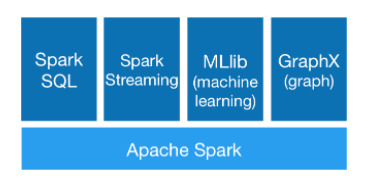 Spark
SQL
Spark
Streaming
MLlib
(machine
learning)
GraphX
(graph)
Apache Spark